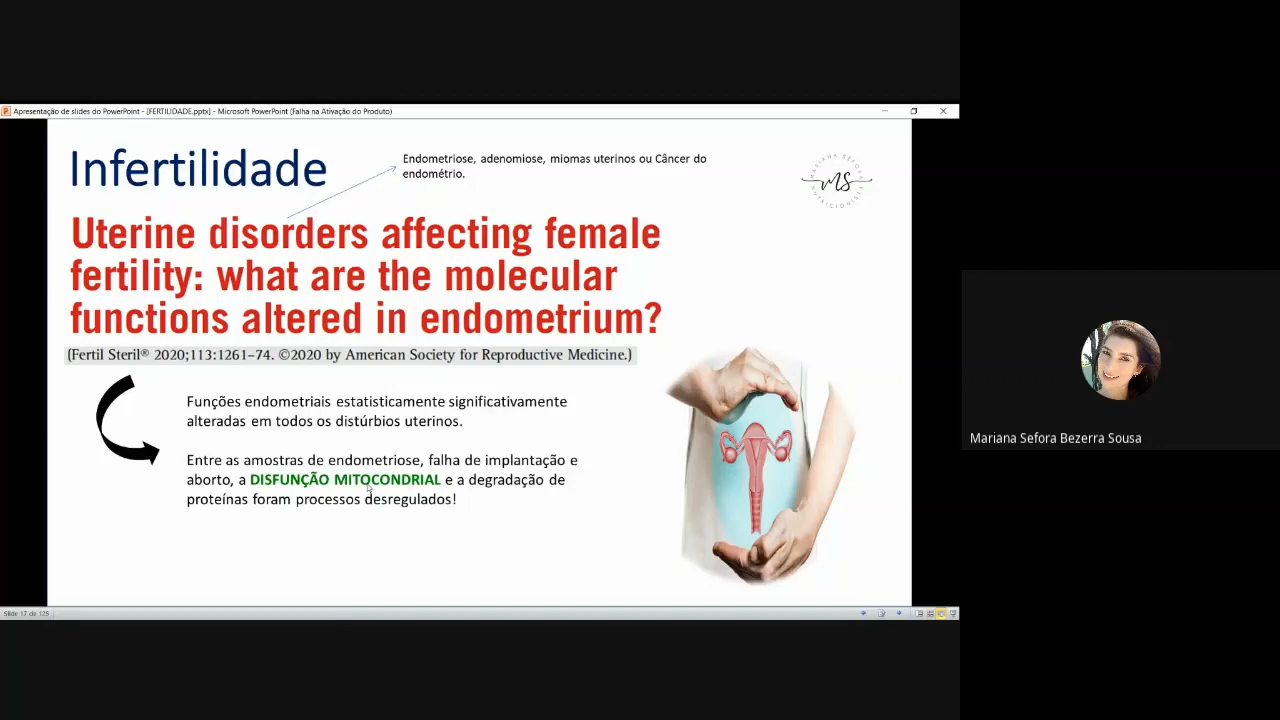 Apresentação de slides do PowerPoint - [FERTILIDADE.pptx] - Microsoft PowerPoint (Falha na Ativação do Produto)
Infertilidade
Endometriose, adenomiose, miomas uterinos ou Câncer do
endométrio.
MARIANA SEFORA
MS
NUTRICIONISTA
Uterine disorders affecting female
fertility: what are the molecular
functions altered in endometrium?
(Fertil Steril® 2020;113:1261–74. ©2020 by American Society for Reproductive Medicine.)
Funções endometriais estatisticamente significativamente
alteradas em todos os distúrbios uterinos.
Entre as amostras de endometriose, falha de implantação e
aborto, a DISFUNÇÃO MITOCONDRIAL e a degradação de
proteínas foram processos desregulados!
Mariana Sefora Bezerra Sousa
Slide 17 de 125